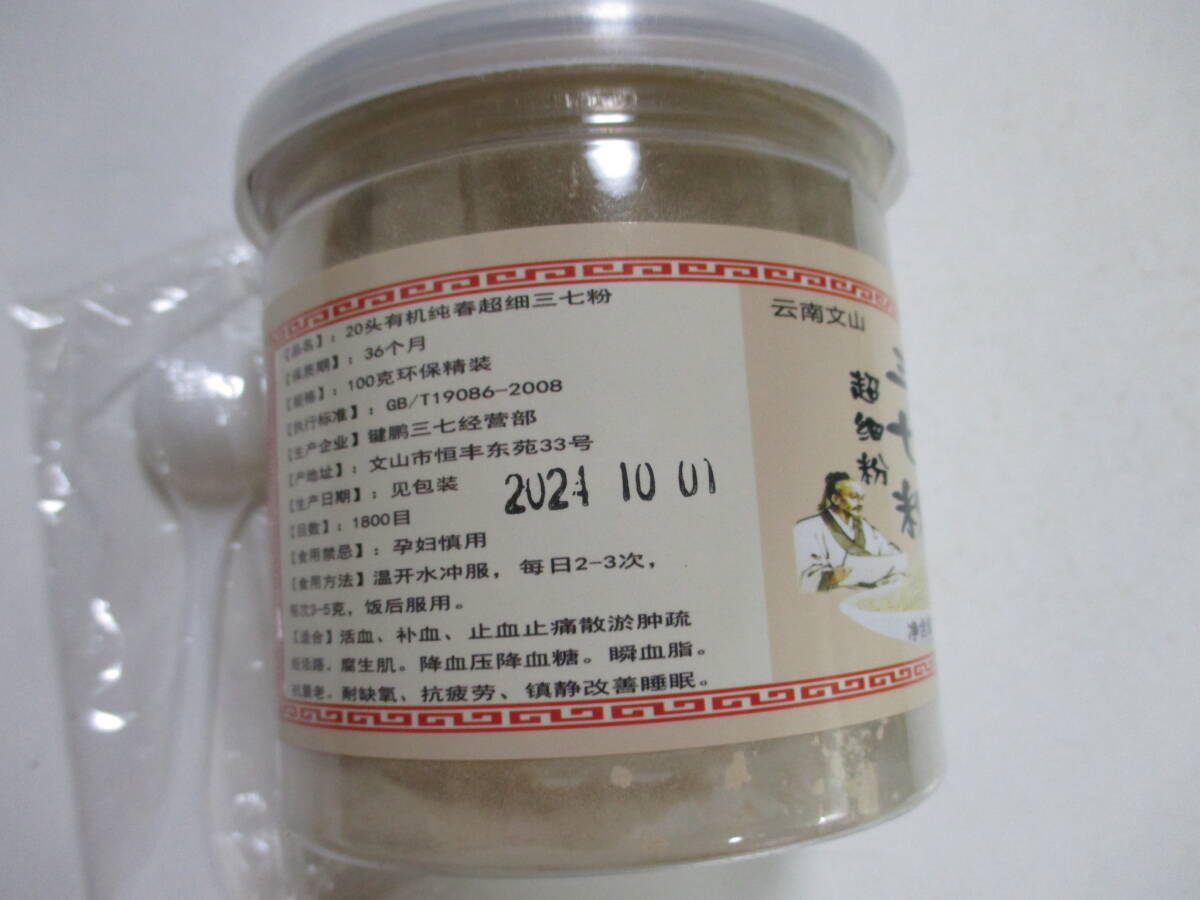 【品名】：20头有机纯春超细三七粉
【保质期】：36个月
【规格】：100克环保精装
【执行标准】：GB/T19086-2008
【生产企业】键鹏三七经营部
【产地址】：文山市恒丰东苑33号
【生产日期】：见包装
2024 10 01
【目数】：1800目
【食用禁忌】：孕妇慎用
【食用方法】温开水冲服，每日2-3次，
每次3-5克，饭后服用。
【适合】活血、补血、止血止痛散淤肿疏
经活路，腐生肌。降血压降血糖。瞬血脂。
抗衰老，耐缺氧、抗疲劳、镇静改善睡眠。
云南文山
三七粉
超细粉
净含